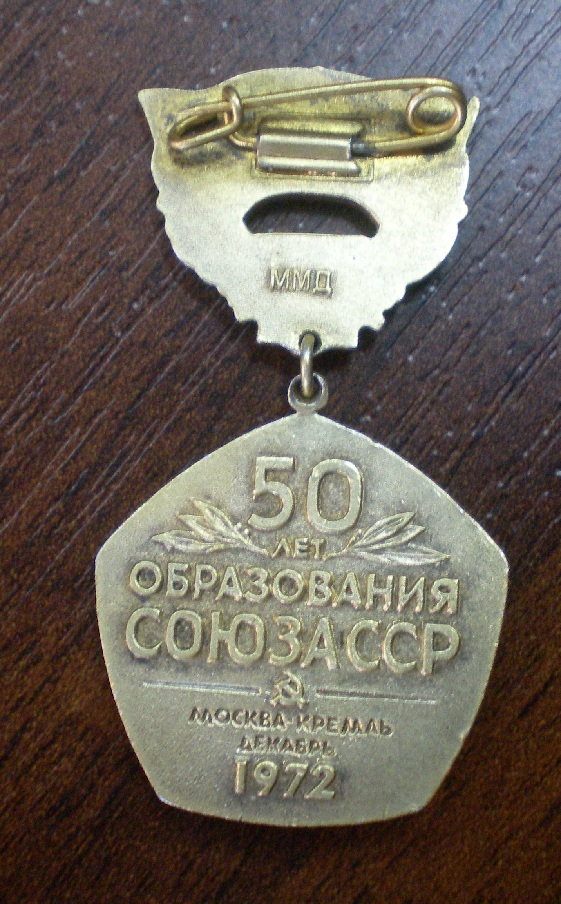 ММД
50
ЛЕТ
ОБРАЗОВАНИЯ
СОЮЗА ССР
МОСКВА-КРЕМЛЬ
ДЕКАБРЬ
1972